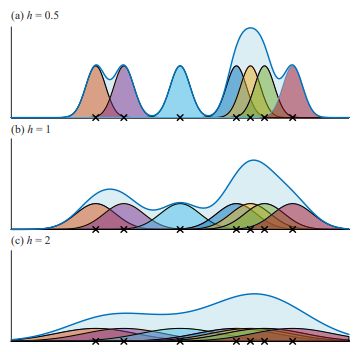 (a) h = 0.5
(b) h = 1
(c) h = 2